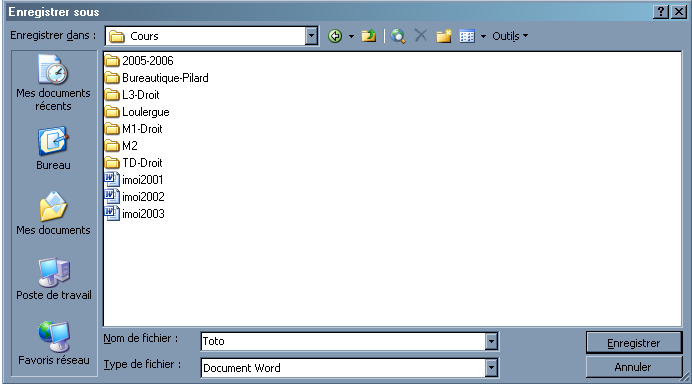 Enregistrer sous
Enregistrer dans : Cours Outils
Mes documents récents
Bureau
Mes documents
Poste de travail
Favoris réseau
2005-2006
Bureautique-Pilard
L3-Droit
Loulergue
M1-Droit
M2
TD-Droit
imoi2001
imoi2002
imoi2003
Nom de fichier : Toto Enregistrer
Type de fichier : Document Word Annuler